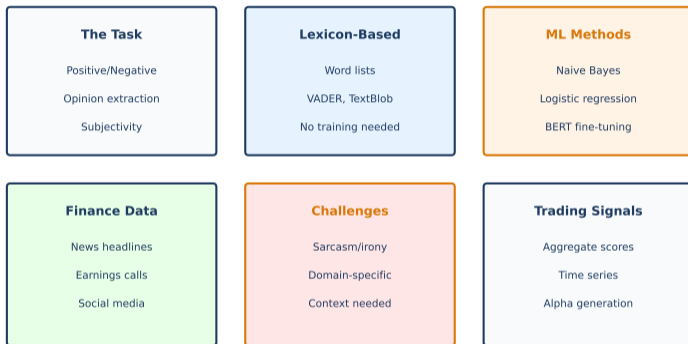 The Task
Positive/Negative
Opinion extraction
Subjectivity
Lexicon-Based
Word lists
VADER, TextBlob
No training needed
ML Methods
Naive Bayes
Logistic regression
BERT fine-tuning
Finance Data
News headlines
Earnings calls
Social media
Challenges
Sarcasm/irony
Domain-specific
Context needed
Trading Signals
Aggregate scores
Time series
Alpha generation